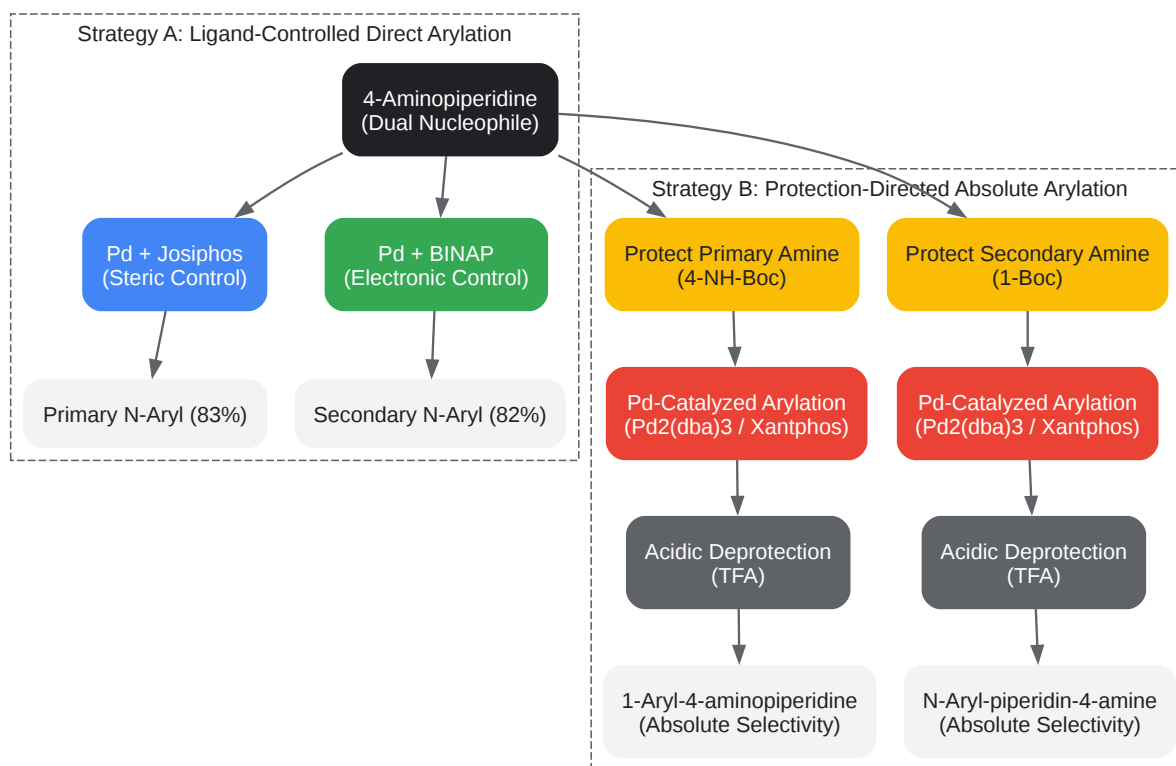 Strategy A: Ligand-Controlled Direct Arylation
4-Aminopiperidine
(Dual Nucleophile)
Strategy B: Protection-Directed Absolute Arylation
Pd + Josiphos
(Steric Control)
Pd + BINAP
(Electronic Control)
Protect Primary Amine
(4-NH-Boc)
Protect Secondary Amine
(1-Boc)
Primary N-Aryl (83%)
Secondary N-Aryl (82%)
Pd-Catalyzed Arylation
(Pd2(dba)3 / Xantphos)
Pd-Catalyzed Arylation
(Pd2(dba)3 / Xantphos)
Acidic Deprotection
(TFA)
Acidic Deprotection
(TFA)
1-Aryl-4-aminopiperidine
(Absolute Selectivity)
N-Aryl-piperidin-4-amine
(Absolute Selectivity)